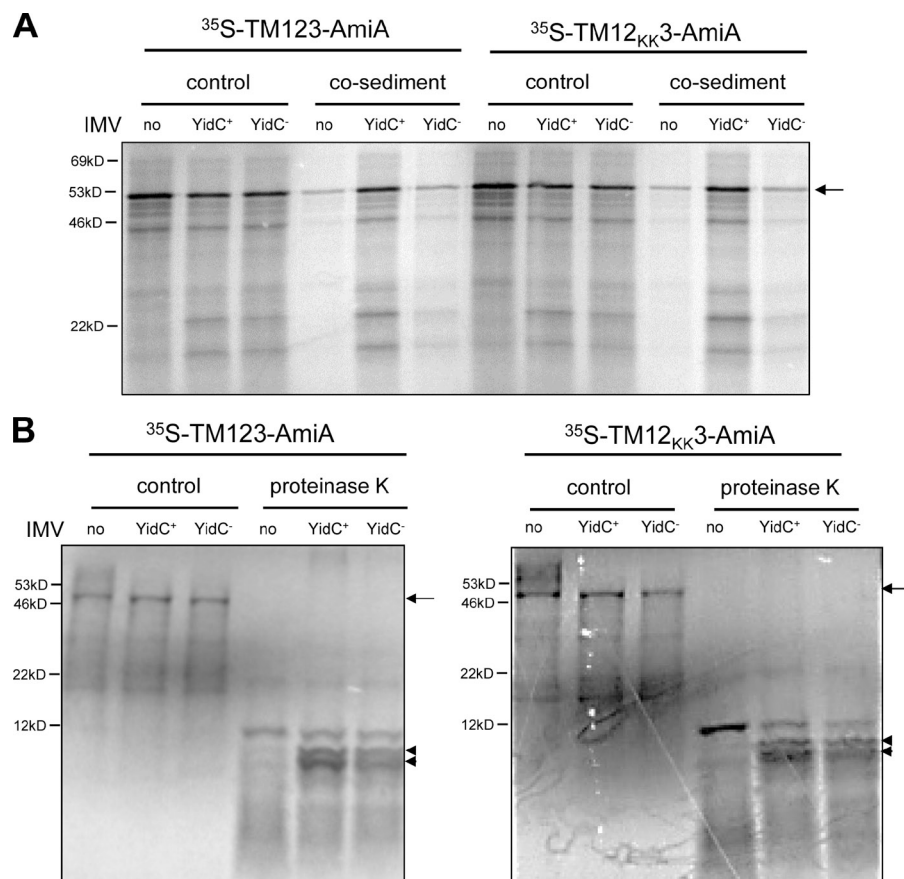 A
³⁵S-TM123-AmiA ³⁵S-TM12KK3-AmiA
control co-sediment control co-sediment
IMV no YidC⁺ YidC⁻ no YidC⁺ YidC⁻ no YidC⁺ YidC⁻ no YidC⁺ YidC⁻
69kD
53kD
46kD
22kD
B
³⁵S-TM123-AmiA
control proteinase K
IMV no YidC⁺ YidC⁻ no YidC⁺ YidC⁻
53kD
46kD
22kD
12kD
³⁵S-TM12KK3-AmiA
control proteinase K
no YidC⁺ YidC⁻ no YidC⁺ YidC⁻
53kD
46kD
22kD
12kD